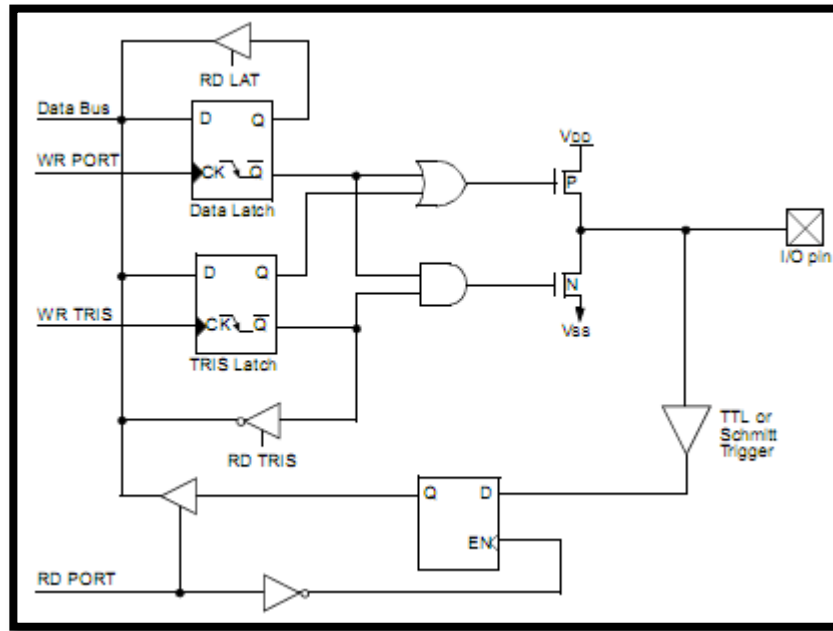 RD LAT
Data Bus
D Q
WR PORT
CK Q
Data Latch
VDD
P
I/O pin
D Q
N
WR TRIS
CK Q
VSS
TRIS Latch
TTL or
Schmitt
Trigger
RD TRIS
Q D
EN
RD PORT